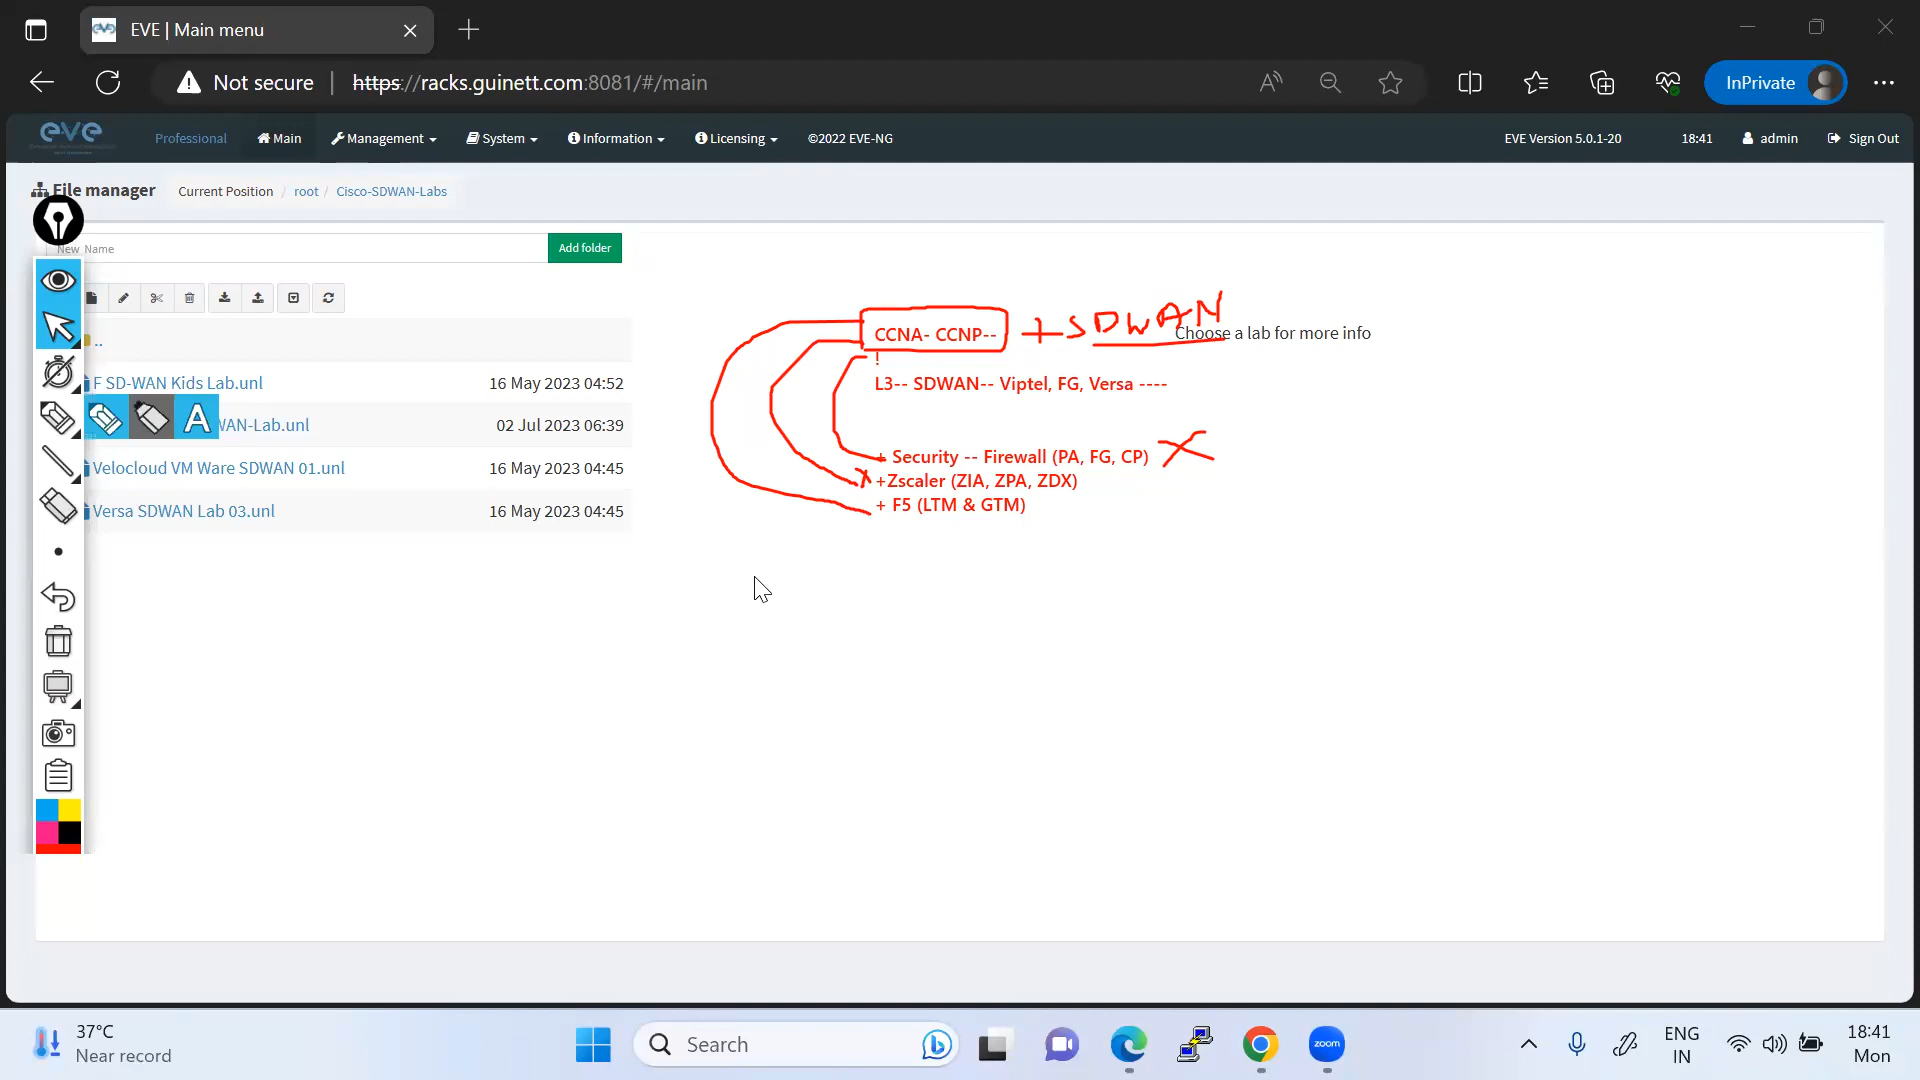 EVE | Main menu
Not secure
https://racks.guinett.com:8081/#/main
InPrivate
eve
Professional
Main
Management
System
Information
Licensing
©2022 EVE-NG
EVE Version 5.0.1-20
18:41
admin
Sign Out
File manager
Current Position / root / Cisco-SDWAN-Labs
New Name
Add folder
..
F SD-WAN Kids Lab.unl 16 May 2023 04:52
WAN-Lab.unl 02 Jul 2023 06:39
Velocloud VM Ware SDWAN 01.unl 16 May 2023 04:45
Versa SDWAN Lab 03.unl 16 May 2023 04:45
A
CCNA- CCNP-- + SDWAN
Choose a lab for more info
!
L3-- SDWAN-- Viptel, FG, Versa ----
+ Security -- Firewall (PA, FG, CP) X
X +Zscaler (ZIA, ZPA, ZDX)
+ F5 (LTM & GTM)
37°C
Near record
Search
zoom
ENG
IN
18:41
Mon